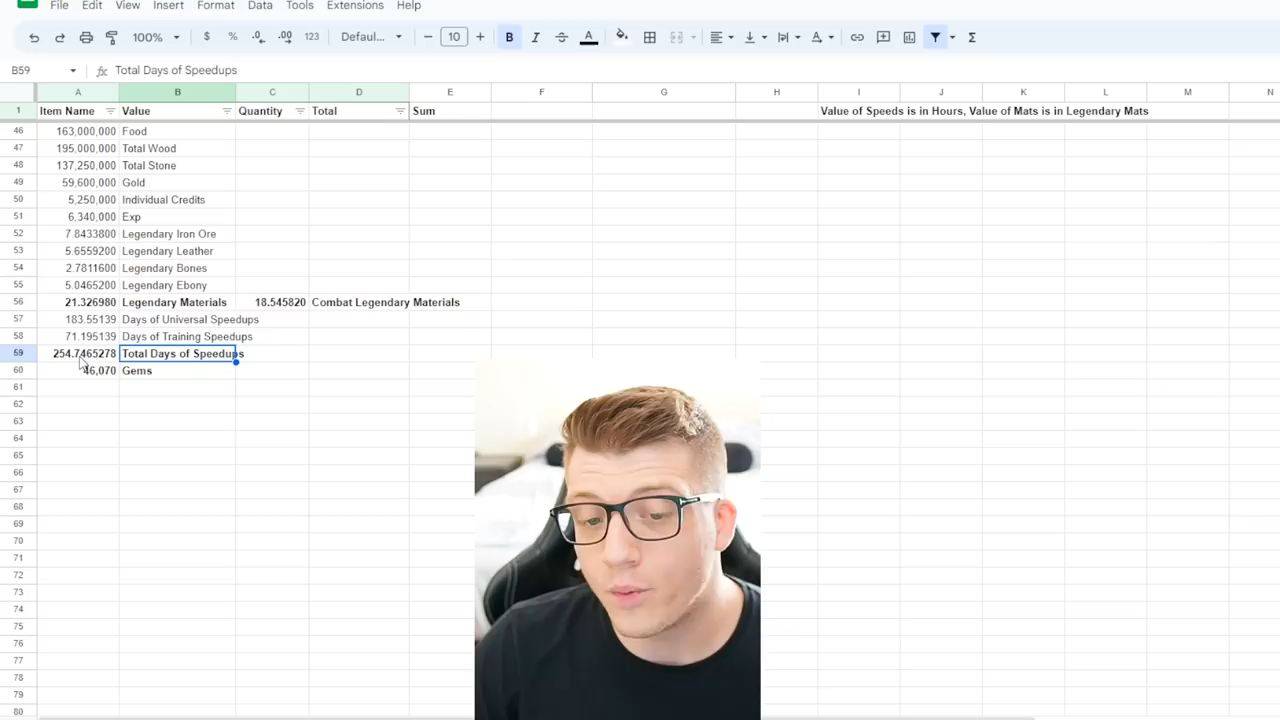 File Edit View Insert Format Data Tools Extensions Help
100% $ % .0 .00 123 Defaul... − 10 + B I A Σ
B59 fx Total Days of Speedups
A B C D E F G H I J K L M N
1 Item Name Value Quantity Total Sum Value of Speeds is in Hours, Value of Mats is in Legendary Mats
46 163,000,000 Food
47 195,000,000 Total Wood
48 137,250,000 Total Stone
49 59,600,000 Gold
50 5,250,000 Individual Credits
51 6,340,000 Exp
52 7.8433800 Legendary Iron Ore
53 5.6559200 Legendary Leather
54 2.7811600 Legendary Bones
55 5.0465200 Legendary Ebony
56 21.326980 Legendary Materials 18.545820 Combat Legendary Materials
57 183.55139 Days of Universal Speedups
58 71.195139 Days of Training Speedups
59 254.7465278 Total Days of Speedups
60 46,070 Gems
61
62
63
64
65
66
67
68
69
70
71
72
73
74
75
76
77
78
79
80